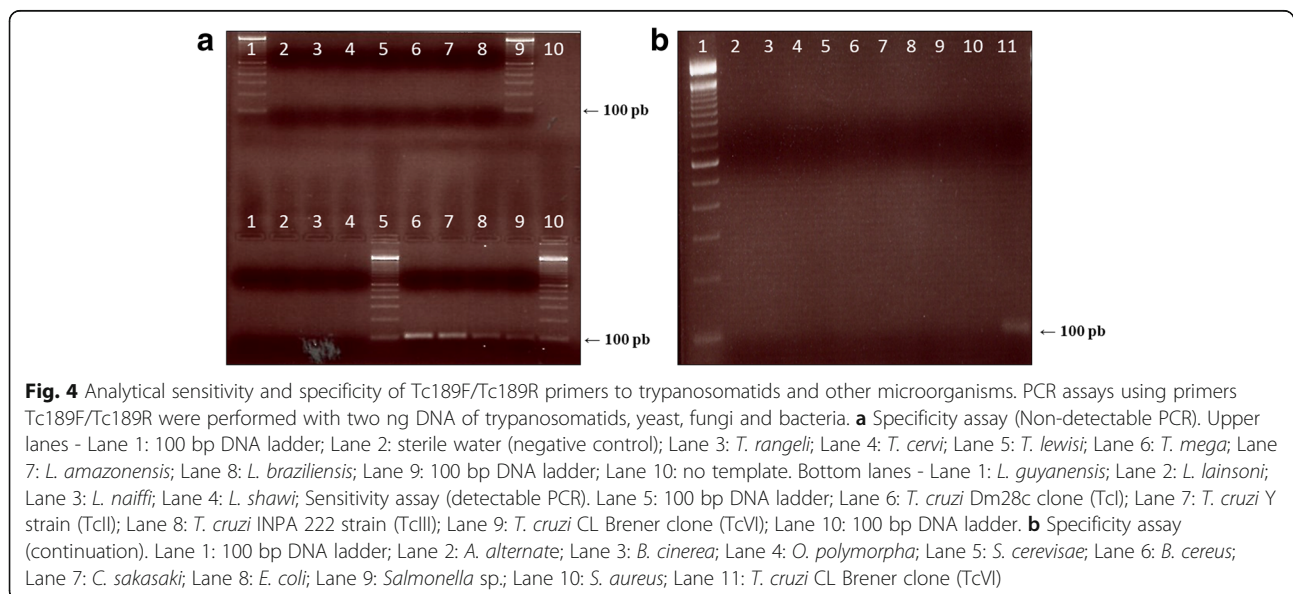 a
1 2 3 4 5 6 7 8 9 10
← 100 pb
1 2 3 4 5 6 7 8 9 10
← 100 pb
b
1 2 3 4 5 6 7 8 9 10 11
← 100 pb
Fig. 4 Analytical sensitivity and specificity of Tc189F/Tc189R primers to trypanosomatids and other microorganisms. PCR assays using primers
Tc189F/Tc189R were performed with two ng DNA of trypanosomatids, yeast, fungi and bacteria. a Specificity assay (Non-detectable PCR). Upper
lanes - Lane 1: 100 bp DNA ladder; Lane 2: sterile water (negative control); Lane 3: T. rangeli; Lane 4: T. cervi; Lane 5: T. lewisi; Lane 6: T. mega; Lane
7: L. amazonensis; Lane 8: L. braziliensis; Lane 9: 100 bp DNA ladder; Lane 10: no template. Bottom lanes - Lane 1: L. guyanensis; Lane 2: L. lainsoni;
Lane 3: L. naiffi; Lane 4: L. shawi; Sensitivity assay (detectable PCR). Lane 5: 100 bp DNA ladder; Lane 6: T. cruzi Dm28c clone (TcI); Lane 7: T. cruzi Y
strain (TcII); Lane 8: T. cruzi INPA 222 strain (TcIII); Lane 9: T. cruzi CL Brener clone (TcVI); Lane 10: 100 bp DNA ladder. b Specificity assay
(continuation). Lane 1: 100 bp DNA ladder; Lane 2: A. alternate; Lane 3: B. cinerea; Lane 4: O. polymorpha; Lane 5: S. cerevisae; Lane 6: B. cereus;
Lane 7: C. sakasaki; Lane 8: E. coli; Lane 9: Salmonella sp.; Lane 10: S. aureus; Lane 11: T. cruzi CL Brener clone (TcVI)